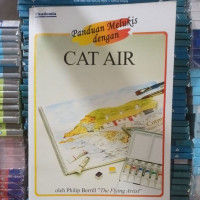 Panduan Melukis
dengan
CAT AIR
oleh Philip Berrill "The Flying Artist"